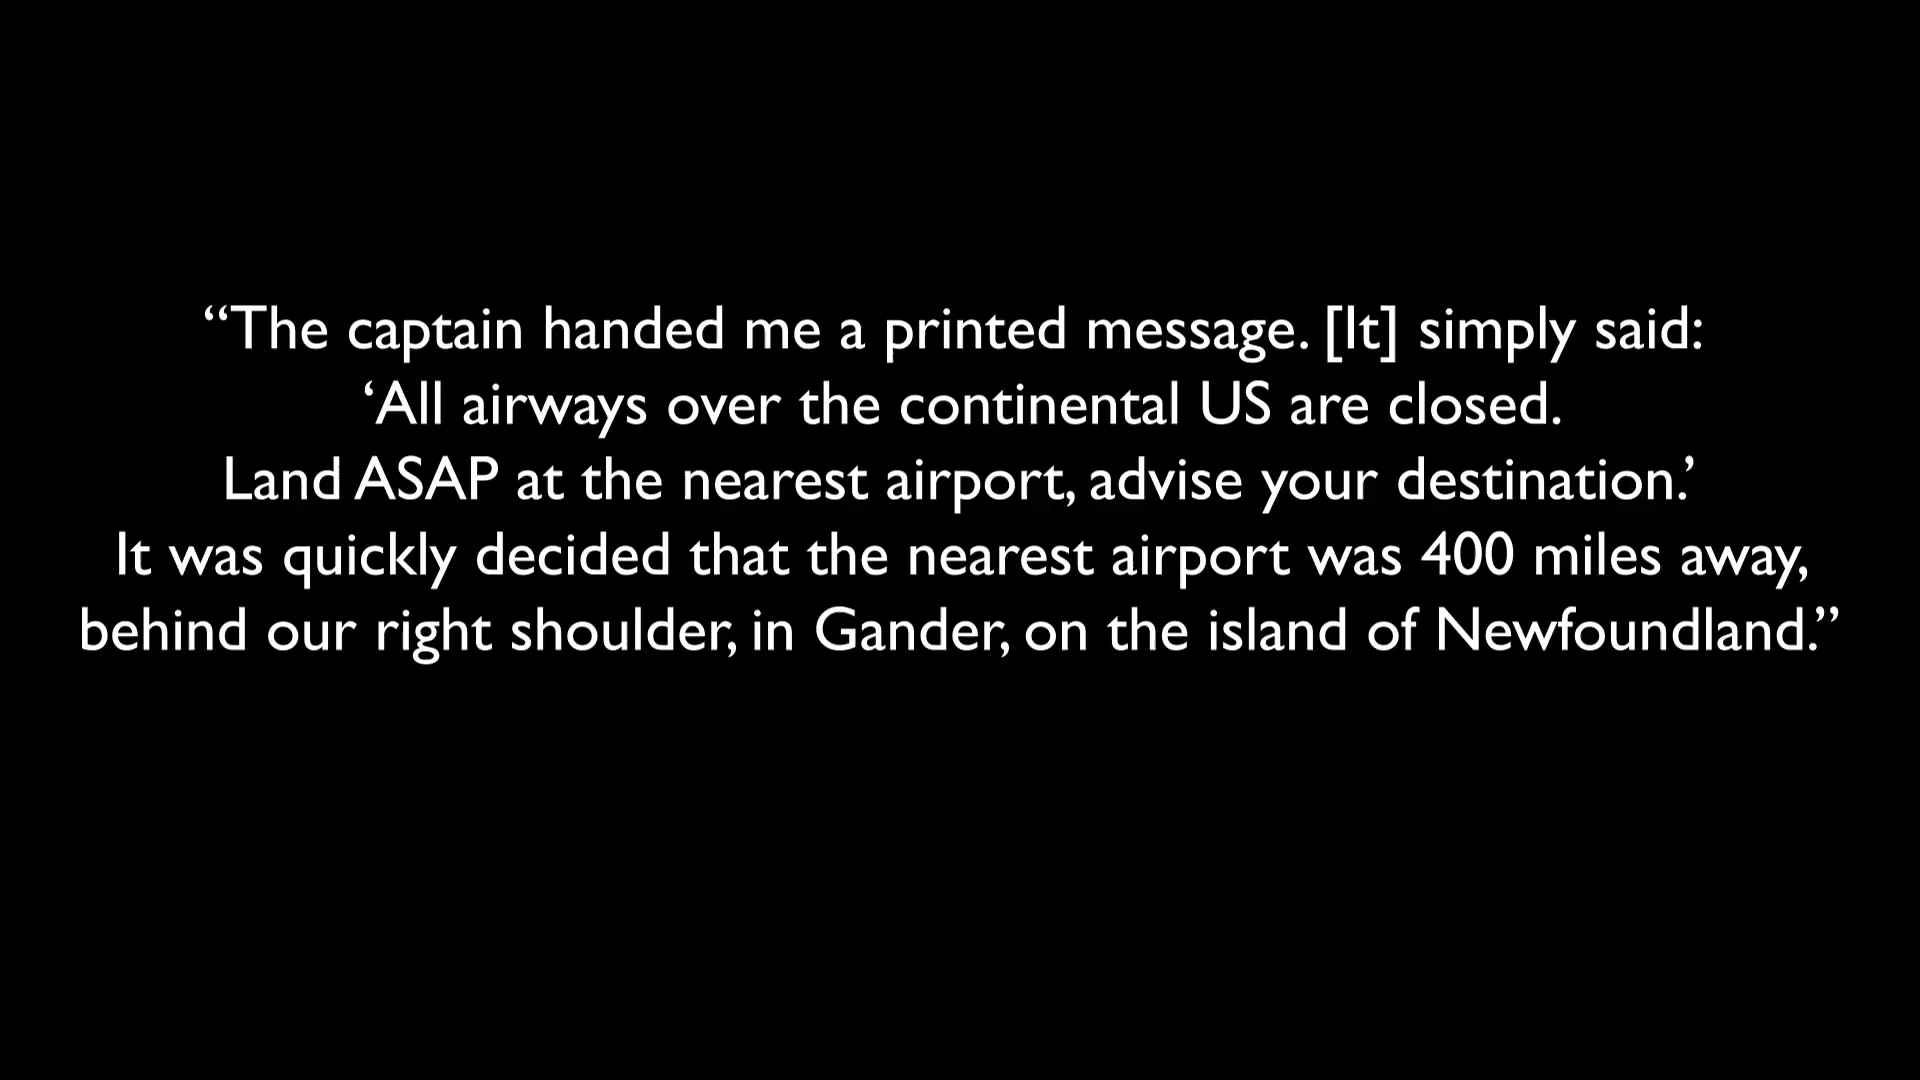 “The captain handed me a printed message. [It] simply said:
‘All airways over the continental US are closed.
Land ASAP at the nearest airport, advise your destination.’
It was quickly decided that the nearest airport was 400 miles away,
behind our right shoulder, in Gander, on the island of Newfoundland.”